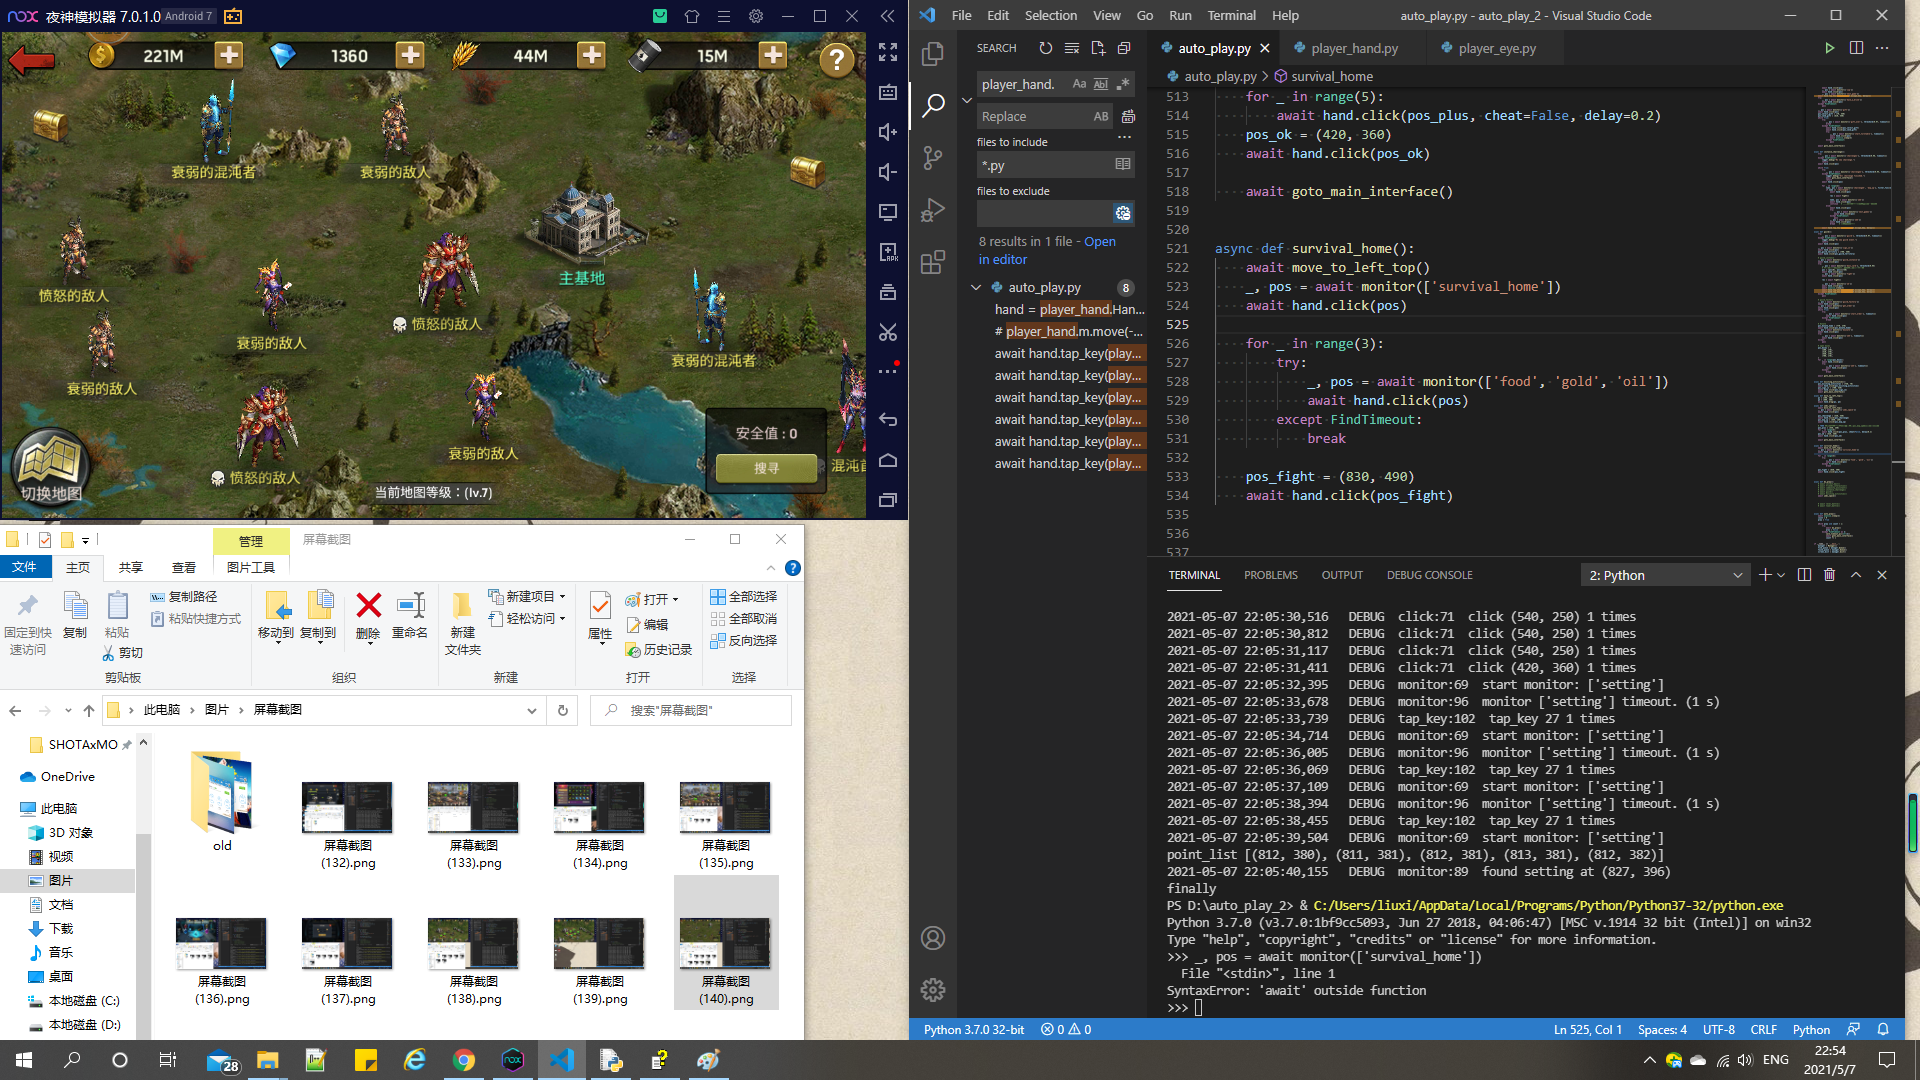 nox 夜神模拟器 7.0.1.0 Android 7
221M
1360
44M
15M
?
衰弱的混沌者
衰弱的敌人
愤怒的敌人
主基地
衰弱的敌人
愤怒的敌人
衰弱的混沌者
衰弱的敌人
衰弱的敌人
愤怒的敌人
安全值 : 0
搜寻
切换地图
当前地图等级：(lv.7)
管理
屏幕截图
文件
主页
共享
查看
图片工具
固定到快
速访问
复制
粘贴
复制路径
粘贴快捷方式
剪切
剪贴板
移动到
复制到
删除
重命名
组织
新建
文件夹
新建项目
轻松访问
新建
属性
打开
编辑
历史记录
打开
全部选择
全部取消
反向选择
选择
此电脑 › 图片 › 屏幕截图
搜索"屏幕截图"
SHOTAxMO
OneDrive
此电脑
3D 对象
视频
图片
文档
下载
音乐
桌面
本地磁盘 (C:)
本地磁盘 (D:)
old
屏幕截图
(132).png
屏幕截图
(133).png
屏幕截图
(134).png
屏幕截图
(135).png
屏幕截图
(136).png
屏幕截图
(137).png
屏幕截图
(138).png
屏幕截图
(139).png
屏幕截图
(140).png
File Edit Selection View Go Run Terminal Help
auto_play.py - auto_play_2 - Visual Studio Code
SEARCH
player_hand.
Aa
Replace
AB
files to include
*.py
files to exclude
8 results in 1 file - Open
in editor
auto_play.py 8
hand = player_hand.Han...
# player_hand.m.move(-...
await hand.tap_key(play...
await hand.tap_key(play...
await hand.tap_key(play...
await hand.tap_key(play...
await hand.tap_key(play...
await hand.tap_key(play...
auto_play.py
player_hand.py
player_eye.py
auto_play.py > survival_home
513 for _ in range(5):
514 await hand.click(pos_plus, cheat=False, delay=0.2)
515 pos_ok = (420, 360)
516 await hand.click(pos_ok)
517
518 await goto_main_interface()
519
520
521 async def survival_home():
522 await move_to_left_top()
523 _, pos = await monitor(['survival_home'])
524 await hand.click(pos)
525
526 for _ in range(3):
527 try:
528 _, pos = await monitor(['food', 'gold', 'oil'])
529 await hand.click(pos)
530 except FindTimeout:
531 break
532
533 pos_fight = (830, 490)
534 await hand.click(pos_fight)
535
536
537
TERMINAL PROBLEMS OUTPUT DEBUG CONSOLE
2: Python
2021-05-07 22:05:30,516 DEBUG click:71 click (540, 250) 1 times
2021-05-07 22:05:30,812 DEBUG click:71 click (540, 250) 1 times
2021-05-07 22:05:31,117 DEBUG click:71 click (540, 250) 1 times
2021-05-07 22:05:31,411 DEBUG click:71 click (420, 360) 1 times
2021-05-07 22:05:32,395 DEBUG monitor:69 start monitor: ['setting']
2021-05-07 22:05:33,678 DEBUG monitor:96 monitor ['setting'] timeout. (1 s)
2021-05-07 22:05:33,739 DEBUG tap_key:102 tap_key 27 1 times
2021-05-07 22:05:34,714 DEBUG monitor:69 start monitor: ['setting']
2021-05-07 22:05:36,005 DEBUG monitor:96 monitor ['setting'] timeout. (1 s)
2021-05-07 22:05:36,069 DEBUG tap_key:102 tap_key 27 1 times
2021-05-07 22:05:37,109 DEBUG monitor:69 start monitor: ['setting']
2021-05-07 22:05:38,394 DEBUG monitor:96 monitor ['setting'] timeout. (1 s)
2021-05-07 22:05:38,455 DEBUG tap_key:102 tap_key 27 1 times
2021-05-07 22:05:39,504 DEBUG monitor:69 start monitor: ['setting']
point_list [(812, 380), (811, 381), (812, 381), (813, 381), (812, 382)]
2021-05-07 22:05:40,155 DEBUG monitor:89 found setting at (827, 396)
finally
PS D:\auto_play_2> & C:/Users/liuxi/AppData/Local/Programs/Python/Python37-32/python.exe
Python 3.7.0 (v3.7.0:1bf9cc5093, Jun 27 2018, 04:06:47) [MSC v.1914 32 bit (Intel)] on win32
Type "help", "copyright", "credits" or "license" for more information.
>>> _, pos = await monitor(['survival_home'])
File "<stdin>", line 1
SyntaxError: 'await' outside function
>>>
Python 3.7.0 32-bit 0 0
Ln 525, Col 1 Spaces: 4 UTF-8 CRLF Python
28
ENG
22:54
2021/5/7